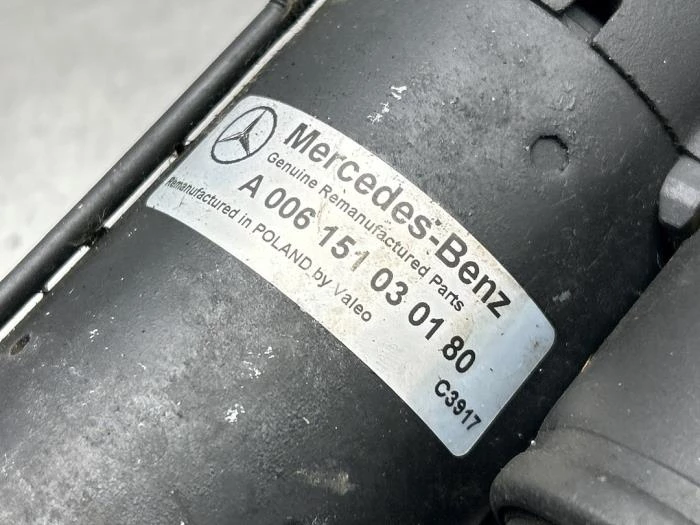 Mercedes-Benz
Genuine Remanufactured Parts
A 006 151 03 01 80
Remanufactured in POLAND by Valeo
C3917